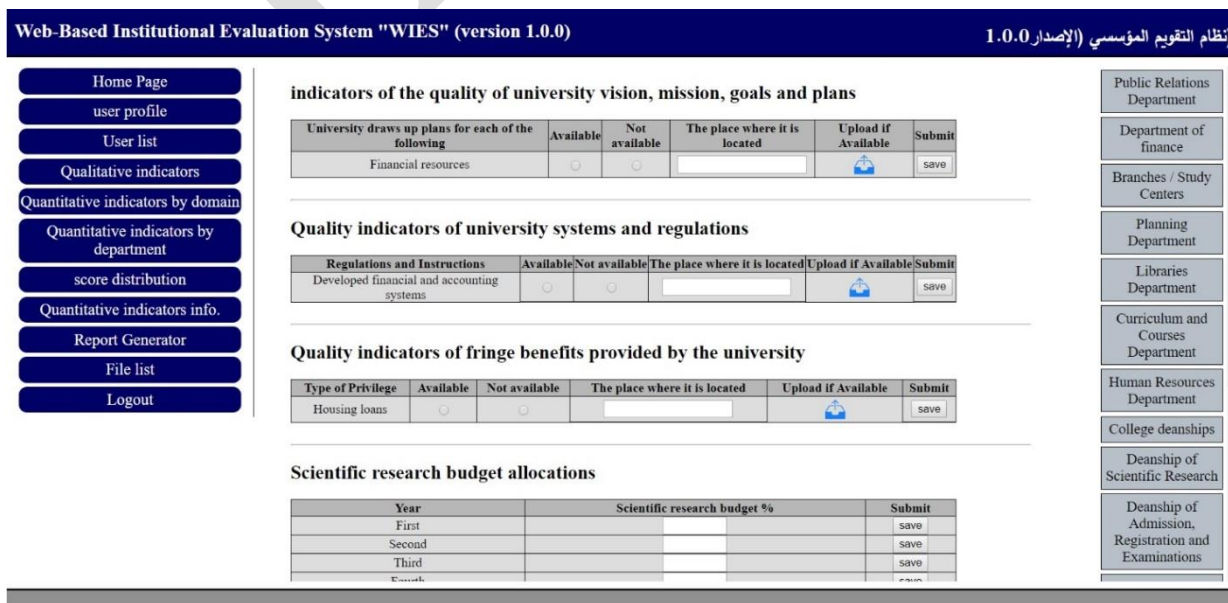 Web-Based Institutional Evaluation System "WIES" (version 1.0.0)
نظام التقويم المؤسسي (الإصدار 1.0.0
Home Page
user profile
User list
Qualitative indicators
Quantitative indicators by domain
Quantitative indicators by
department
score distribution
Quantitative indicators info.
Report Generator
File list
Logout
indicators of the quality of university vision, mission, goals and plans
University draws up plans for each of the
following
Available
Not
available
The place where it is
located
Upload if
Available
Submit
Financial resources
save
Quality indicators of university systems and regulations
Regulations and Instructions
Available
Not available
The place where it is located
Upload if Available
Submit
Developed financial and accounting
systems
save
Quality indicators of fringe benefits provided by the university
Type of Privilege
Available
Not available
The place where it is located
Upload if Available
Submit
Housing loans
save
Scientific research budget allocations
Year
Scientific research budget %
Submit
First
save
Second
save
Third
save
Fourth
save
Public Relations
Department
Department of
finance
Branches / Study
Centers
Planning
Department
Libraries
Department
Curriculum and
Courses
Department
Human Resources
Department
College deanships
Deanship of
Scientific Research
Deanship of
Admission,
Registration and
Examinations